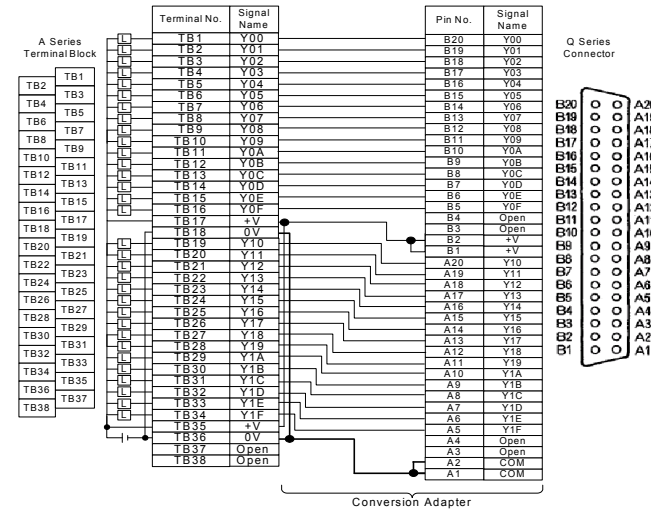 A Series
Terminal Block
TB1
TB2
TB3
TB4
TB5
TB6
TB7
TB8
TB9
TB10
TB11
TB12
TB13
TB14
TB15
TB16
TB17
TB18
TB19
TB20
TB21
TB22
TB23
TB24
TB25
TB26
TB27
TB28
TB29
TB30
TB31
TB32
TB33
TB34
TB35
TB36
TB37
TB38
Terminal No. Signal Name
L TB1 Y00
L TB2 Y01
L TB3 Y02
L TB4 Y03
L TB5 Y04
L TB6 Y05
L TB7 Y06
L TB8 Y07
L TB9 Y08
L TB10 Y09
L TB11 Y0A
L TB12 Y0B
L TB13 Y0C
L TB14 Y0D
L TB15 Y0E
L TB16 Y0F
TB17 +V
TB18 0V
L TB19 Y10
L TB20 Y11
L TB21 Y12
L TB22 Y13
L TB23 Y14
L TB24 Y15
L TB25 Y16
L TB26 Y17
L TB27 Y18
L TB28 Y19
L TB29 Y1A
L TB30 Y1B
L TB31 Y1C
L TB32 Y1D
L TB33 Y1E
L TB34 Y1F
TB35 +V
TB36 0V
TB37 Open
TB38 Open
Pin No. Signal Name
B20 Y00
B19 Y01
B18 Y02
B17 Y03
B16 Y04
B15 Y05
B14 Y06
B13 Y07
B12 Y08
B11 Y09
B10 Y0A
B9 Y0B
B8 Y0C
B7 Y0D
B6 Y0E
B5 Y0F
B4 Open
B3 Open
B2 +V
B1 +V
A20 Y10
A19 Y11
A18 Y12
A17 Y13
A16 Y14
A15 Y15
A14 Y16
A13 Y17
A12 Y18
A11 Y19
A10 Y1A
A9 Y1B
A8 Y1C
A7 Y1D
A6 Y1E
A5 Y1F
A4 Open
A3 Open
A2 COM
A1 COM
Conversion Adapter
Q Series
Connector
B20
B19
B18
B17
B16
B15
B14
B13
B12
B11
B10
B9 A9
B8 A8
B7 A7
B6 A6
B5 A5
B4 A4
B3 A3
B2 A2
B1 A1